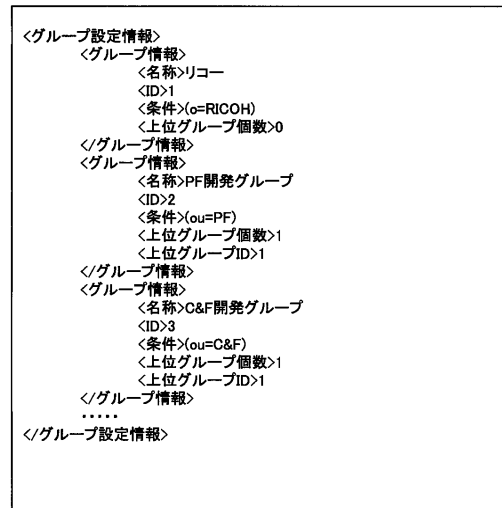 <グループ設定情報>
<グループ情報>
<名称>リコー
<ID>1
<条件>(o=RICOH)
<上位グループ個数>0
</グループ情報>
<グループ情報>
<名称>PF開発グループ
<ID>2
<条件>(ou=PF)
<上位グループ個数>1
<上位グループID>1
</グループ情報>
<グループ情報>
<名称>C&F開発グループ
<ID>3
<条件>(ou=C&F)
<上位グループ個数>1
<上位グループID>1
</グループ情報>
・・・・・
</グループ設定情報>